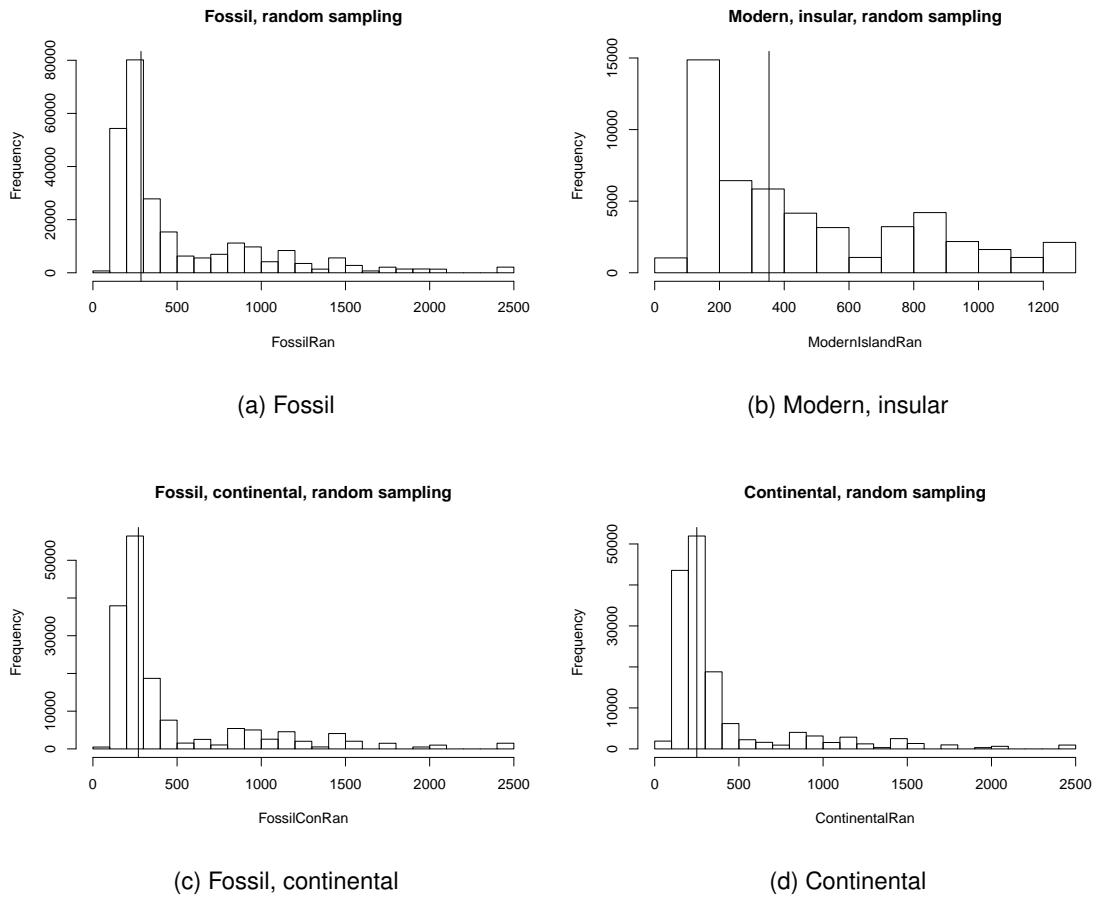 Fossil, random sampling
Frequency
0 20000 40000 60000 80000
0 500 1000 1500 2000 2500
FossilRan
(a) Fossil
Modern, insular, random sampling
Frequency
0 5000 10000 15000
0 200 400 600 800 1000 1200
ModernIslandRan
(b) Modern, insular
Fossil, continental, random sampling
Frequency
0 10000 30000 50000
0 500 1000 1500 2000 2500
FossilConRan
(c) Fossil, continental
Continental, random sampling
Frequency
0 10000 30000 50000
0 500 1000 1500 2000 2500
ContinentalRan
(d) Continental